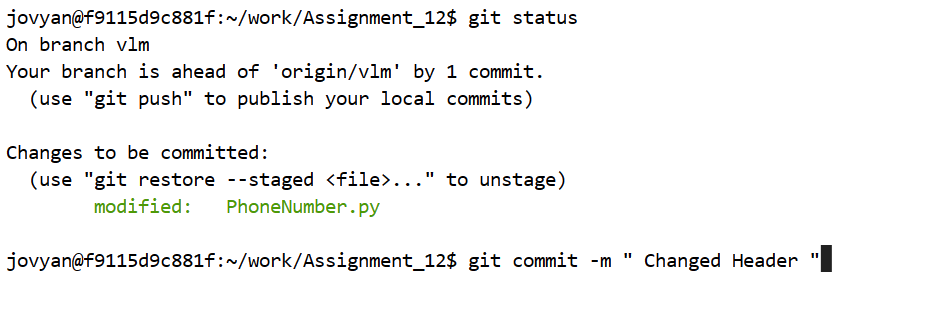 jovyan@f9115d9c881f:~/work/Assignment_12$ git status
On branch vlm
Your branch is ahead of 'origin/vlm' by 1 commit.
  (use "git push" to publish your local commits)

Changes to be committed:
  (use "git restore --staged <file>..." to unstage)
        modified:   PhoneNumber.py

jovyan@f9115d9c881f:~/work/Assignment_12$ git commit -m " Changed Header "